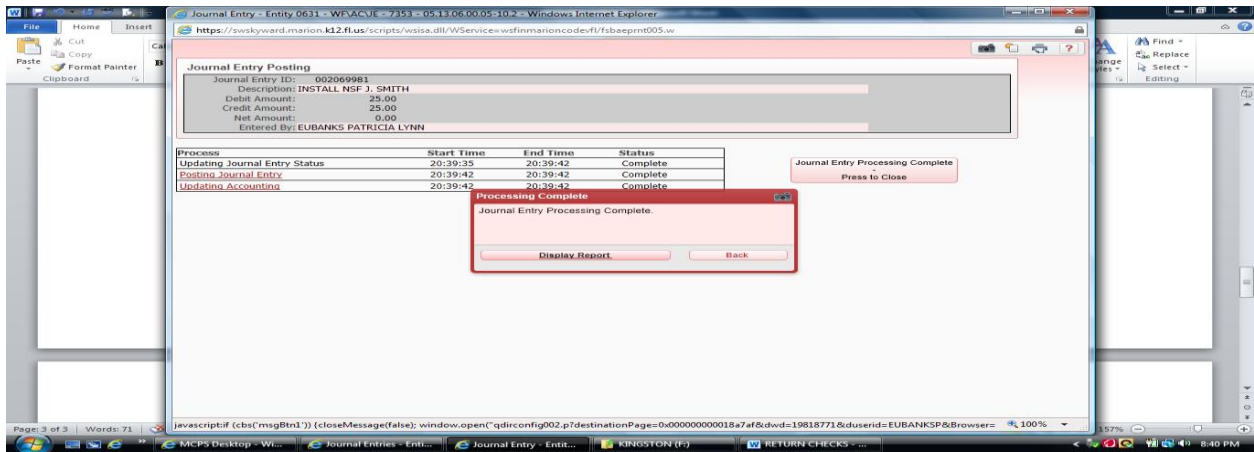 Journal Entry - Entity 0631 - WF\AC\JE - 7353 - 05.13.06.00.05-10.2 - Windows Internet Explorer
File Home Insert
https://swskyward.marion.k12.fl.us/scripts/wsisa.dll/WService=wsfinmarioncodevfl/fsbaeprnt005.w
Cut
Copy
Paste
Format Painter
Clipboard
Find
Replace
Select
Editing
Journal Entry Posting
Journal Entry ID: 002069981
Description: INSTALL NSF J. SMITH
Debit Amount: 25.00
Credit Amount: 25.00
Net Amount: 0.00
Entered By: EUBANKS PATRICIA LYNN
Process Start Time End Time Status
Updating Journal Entry Status 20:39:35 20:39:42 Complete
Posting Journal Entry 20:39:42 20:39:42 Complete
Updating Accounting 20:39:42 20:39:42 Complete
Journal Entry Processing Complete
-
Press to Close
Processing Complete
Journal Entry Processing Complete.
Display Report Back
javascript:if (cbs('msgBtn1')) {closeMessage(false); window.open("qdirconfig002.p?destinationPage=0x000000000018a7af&dwd=19818771&duserid=EUBANKSP&Browser= 100%
Page: 3 of 3 Words: 71 157%
MCPS Desktop - Wi... Journal Entries - Enti... Journal Entry - Entit... KINGSTON (F:) RETURN CHECKS - ... 8:40 PM